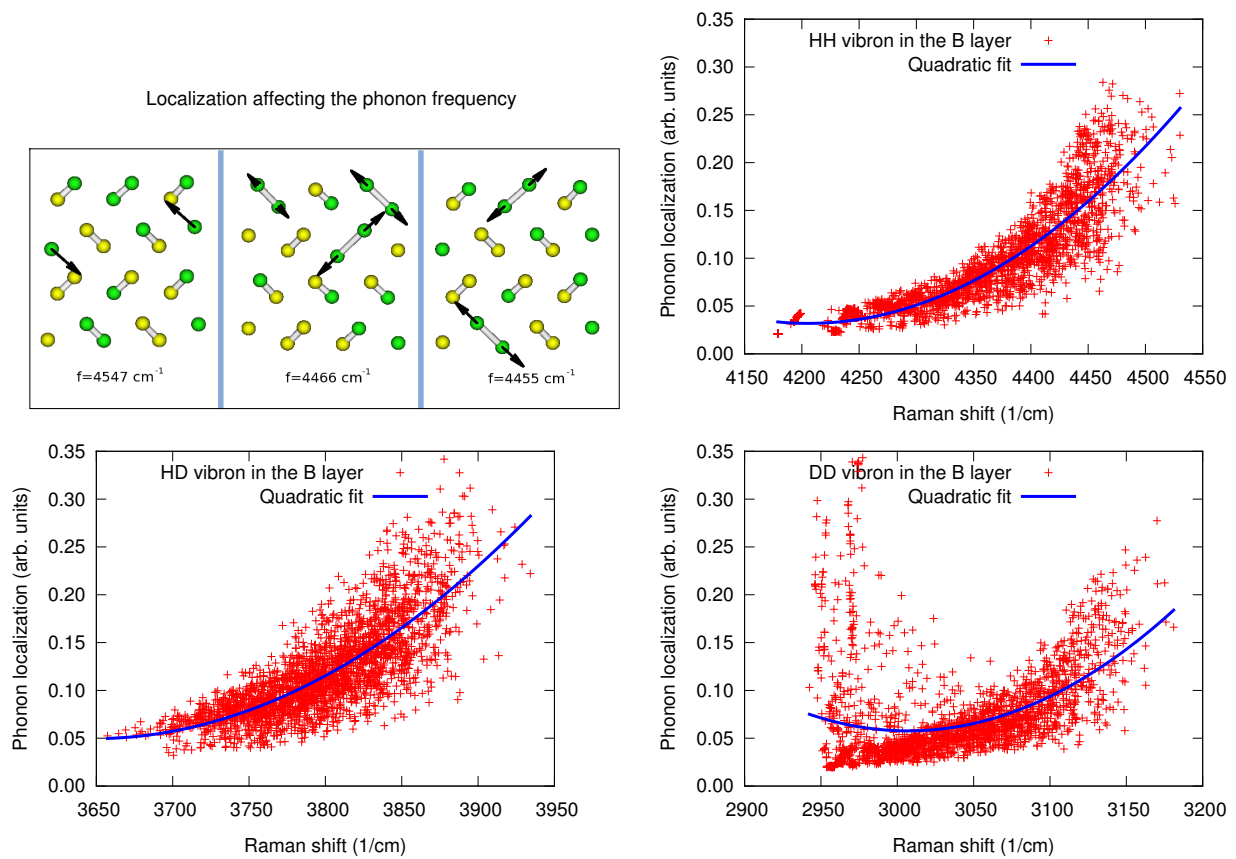 Localization affecting the phonon frequency
f=4547 cm⁻¹
f=4466 cm⁻¹
f=4455 cm⁻¹
HH vibron in the B layer
Quadratic fit
Phonon localization (arb. units)
0.35
0.30
0.25
0.20
0.15
0.10
0.05
0.00
4150 4200 4250 4300 4350 4400 4450 4500 4550
Raman shift (1/cm)
HD vibron in the B layer
Quadratic fit
Phonon localization (arb. units)
0.35
0.30
0.25
0.20
0.15
0.10
0.05
0.00
3650 3700 3750 3800 3850 3900 3950
Raman shift (1/cm)
DD vibron in the B layer
Quadratic fit
Phonon localization (arb. units)
0.35
0.30
0.25
0.20
0.15
0.10
0.05
0.00
2900 2950 3000 3050 3100 3150 3200
Raman shift (1/cm)